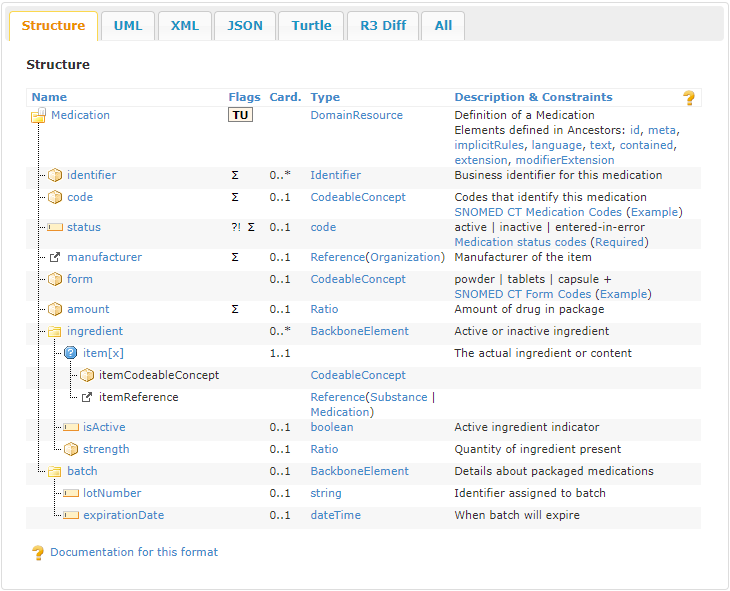 Structure UML XML JSON Turtle R3 Diff All
Structure
Name Flags Card. Type Description & Constraints
Medication TU DomainResource Definition of a Medication
Elements defined in Ancestors: id, meta,
implicitRules, language, text, contained,
extension, modifierExtension
identifier Σ 0..* Identifier Business identifier for this medication
code Σ 0..1 CodeableConcept Codes that identify this medication
SNOMED CT Medication Codes (Example)
status ?! Σ 0..1 code active | inactive | entered-in-error
Medication status codes (Required)
manufacturer Σ 0..1 Reference(Organization) Manufacturer of the item
form 0..1 CodeableConcept powder | tablets | capsule +
SNOMED CT Form Codes (Example)
amount Σ 0..1 Ratio Amount of drug in package
ingredient 0..* BackboneElement Active or inactive ingredient
item[x] 1..1 The actual ingredient or content
itemCodeableConcept CodeableConcept
itemReference Reference(Substance |
Medication)
isActive 0..1 boolean Active ingredient indicator
strength 0..1 Ratio Quantity of ingredient present
batch 0..1 BackboneElement Details about packaged medications
lotNumber 0..1 string Identifier assigned to batch
expirationDate 0..1 dateTime When batch will expire
Documentation for this format